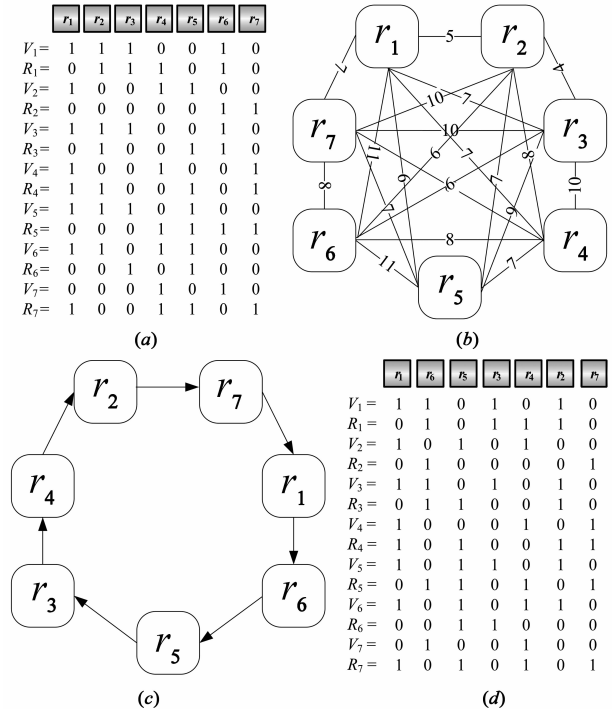 r1 r2 r3 r4 r5 r6 r7
V1= 1 1 1 0 0 1 0
R1= 0 1 1 1 0 1 0
V2= 1 0 0 1 1 0 0
R2= 0 0 0 0 0 1 1
V3= 1 1 1 0 0 1 0
R3= 0 1 0 0 1 1 0
V4= 1 0 0 1 0 0 1
R4= 1 1 0 0 1 0 1
V5= 1 1 1 0 1 0 0
R5= 0 0 0 1 1 1 1
V6= 1 1 0 1 1 0 0
R6= 0 0 1 0 1 0 0
V7= 0 0 0 1 0 1 0
R7= 1 0 0 1 1 0 1
(a)
r1 5 r2
7 4
10 7
r7 10 r3
11 6 6 7 7 8
8 10
7 6 9 6
r6 8 r4
11 7
r5
(b)
r2 r7
r4 r1
r3 r6
r5
(c)
r1 r6 r5 r3 r4 r2 r7
V1 = 1 1 0 1 0 1 0
R1 = 0 1 0 1 1 1 0
V2 = 1 0 1 0 1 0 0
R2 = 0 1 0 0 0 0 1
V3 = 1 1 0 1 0 1 0
R3 = 0 1 1 0 0 1 0
V4 = 1 0 0 0 1 0 1
R4 = 1 0 1 0 0 1 1
V5 = 1 0 1 1 0 1 0
R5 = 0 1 1 0 1 0 1
V6 = 1 0 1 0 1 1 0
R6 = 0 0 1 1 0 0 0
V7 = 0 1 0 0 1 0 0
R7 = 1 0 1 0 1 0 1
(d)